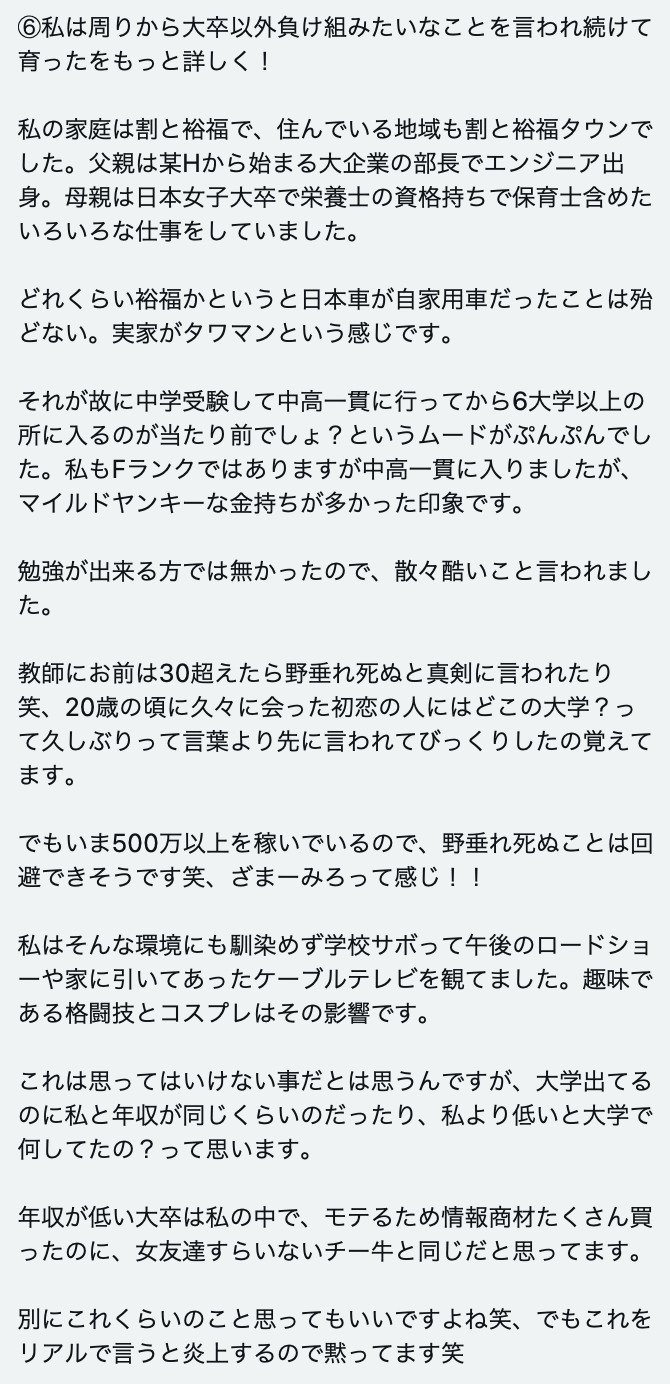 ⑥私は周りから大卒以外負け組みたいなことを言われ続けて
育ったをもっと詳しく！
私の家庭は割と裕福で、住んでいる地域も割と裕福タウンで
した。父親は某Hから始まる大企業の部長でエンジニア出
身。母親は日本女子大卒で栄養士の資格持ちで保育士含めた
いろいろな仕事をしていました。
どれくらい裕福かというと日本車が自家用車だったことは殆
どない。実家がタワマンという感じです。
それが故に中学受験して中高一貫に行ってから6大学以上の
所に入るのが当たり前でしょ？というムードがぷんぷんでし
た。私もFランクではありますが中高一貫に入りましたが、
マイルドヤンキーな金持ちが多かった印象です。
勉強が出来る方では無かったので、散々酷いこと言われまし
た。
教師にお前は30超えたら野垂れ死ぬと真剣に言われたり
笑、20歳の頃に久々に会った初恋の人にはどこの大学？っ
て久しぶりって言葉より先に言われてびっくりしたの覚えて
ます。
でもいま500万以上を稼いでいるので、野垂れ死ぬことは回
避できそうです笑、ざまーみろって感じ！！
私はそんな環境にも馴染めず学校サボって午後のロードショ
ーや家に引いてあったケーブルテレビを観てました。趣味で
ある格闘技とコスプレはその影響です。
これは思ってはいけない事だとは思うんですが、大学出てる
のに私と年収が同じくらいのだったり、私より低いと大学で
何してたの？って思います。
年収が低い大卒は私の中で、モテるため情報商材たくさん買
ったのに、女友達すらいないチー牛と同じだと思ってます。
別にこれくらいのこと思ってもいいですよね笑、でもこれを
リアルで言うと炎上するので黙ってます笑